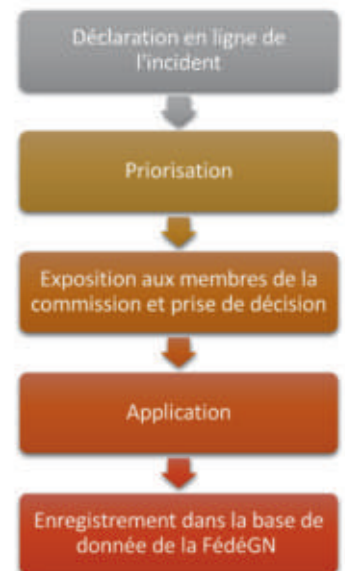 Déclaration en ligne de
l'incident
Priorisation
Exposition aux membres de la
commission et prise de décision
Application
Enregistrement dans la base de
donnée de la FédéGN